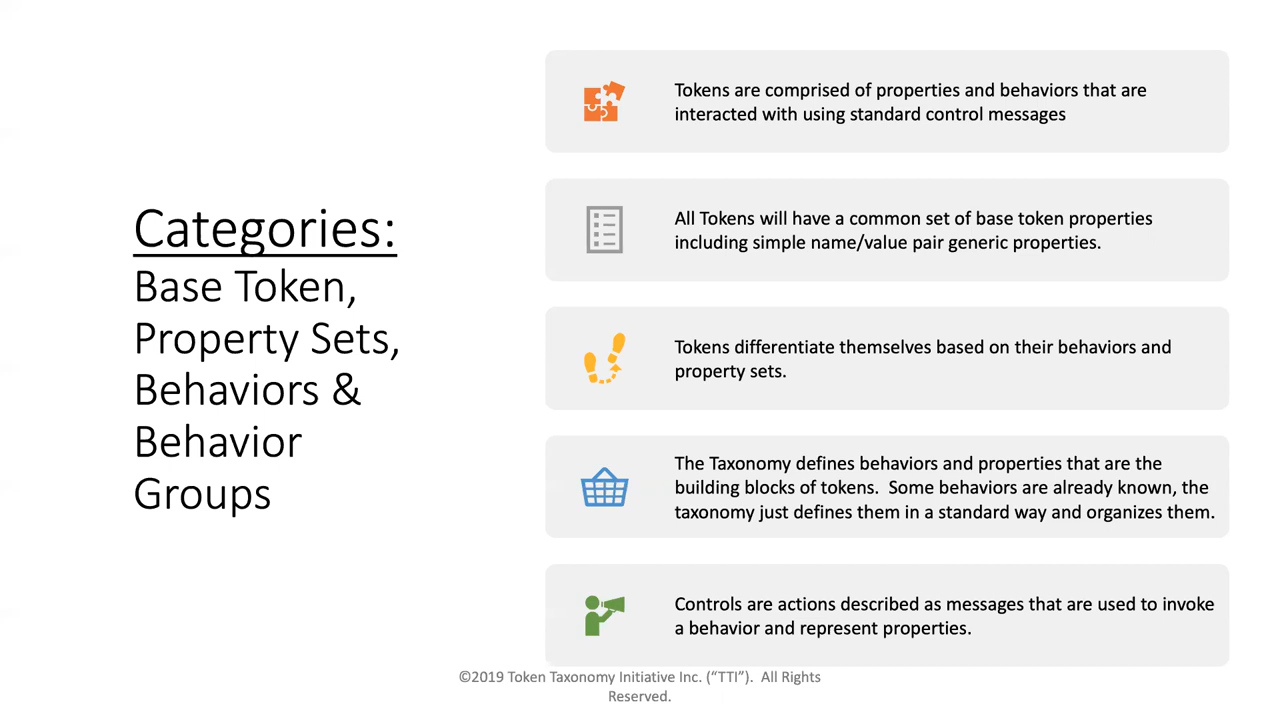 Categories:
Base Token,
Property Sets,
Behaviors &
Behavior
Groups
Tokens are comprised of properties and behaviors that are
interacted with using standard control messages
All Tokens will have a common set of base token properties
including simple name/value pair generic properties.
Tokens differentiate themselves based on their behaviors and
property sets.
The Taxonomy defines behaviors and properties that are the
building blocks of tokens.  Some behaviors are already known, the
taxonomy just defines them in a standard way and organizes them.
Controls are actions described as messages that are used to invoke
a behavior and represent properties.
©2019 Token Taxonomy Initiative Inc. (“TTI”).  All Rights
Reserved.